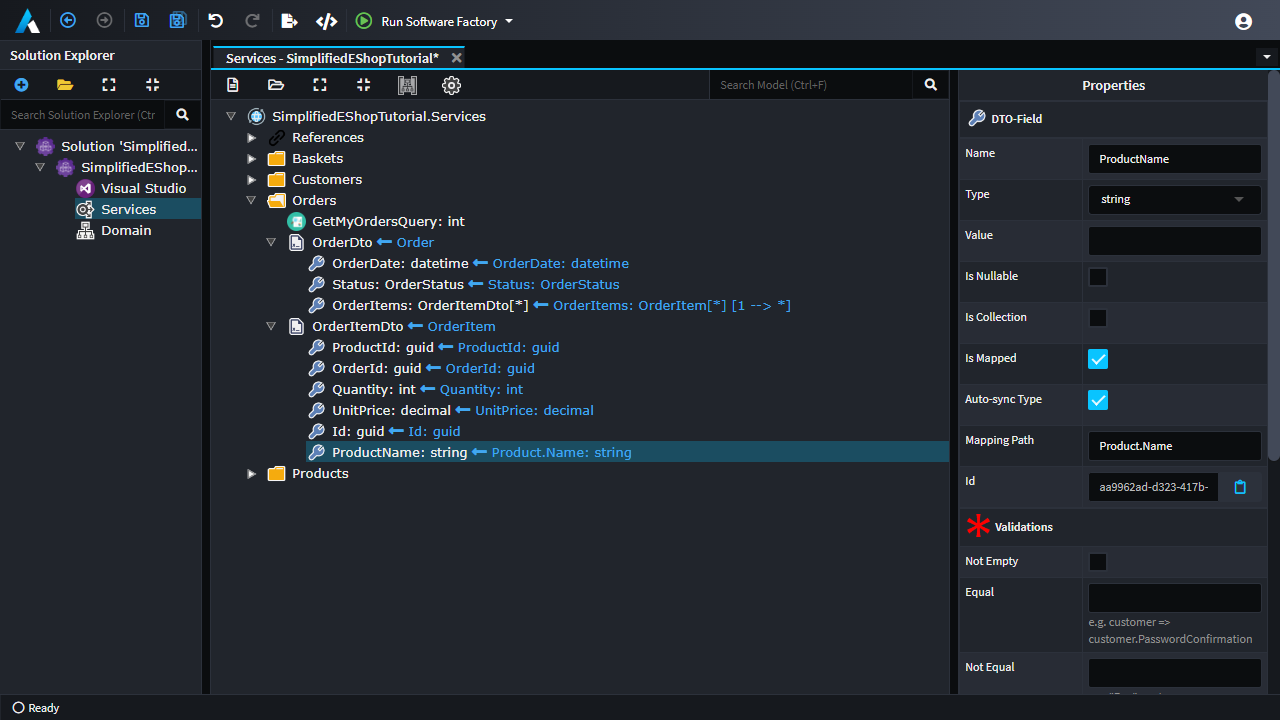 Run Software Factory
Solution Explorer
Services - SimplifiedEShopTutorial*
Search Solution Explorer (Ctr
Search Model (Ctrl+F)
Solution 'Simplified...
SimplifiedEShop...
Visual Studio
Services
Domain
SimplifiedEShopTutorial.Services
References
Baskets
Customers
Orders
GetMyOrdersQuery: int
OrderDto Order
OrderDate: datetime OrderDate: datetime
Status: OrderStatus Status: OrderStatus
OrderItems: OrderItemDto[*] OrderItems: OrderItem[*] [1 --> *]
OrderItemDto OrderItem
ProductId: guid ProductId: guid
OrderId: guid OrderId: guid
Quantity: int Quantity: int
UnitPrice: decimal UnitPrice: decimal
Id: guid Id: guid
ProductName: string Product.Name: string
Products
Properties
DTO-Field
Name ProductName
Type string
Value
Is Nullable
Is Collection
Is Mapped
Auto-sync Type
Mapping Path Product.Name
Id aa9962ad-d323-417b-
Validations
Not Empty
Equal
e.g. customer =>
customer.PasswordConfirmation
Not Equal
Ready